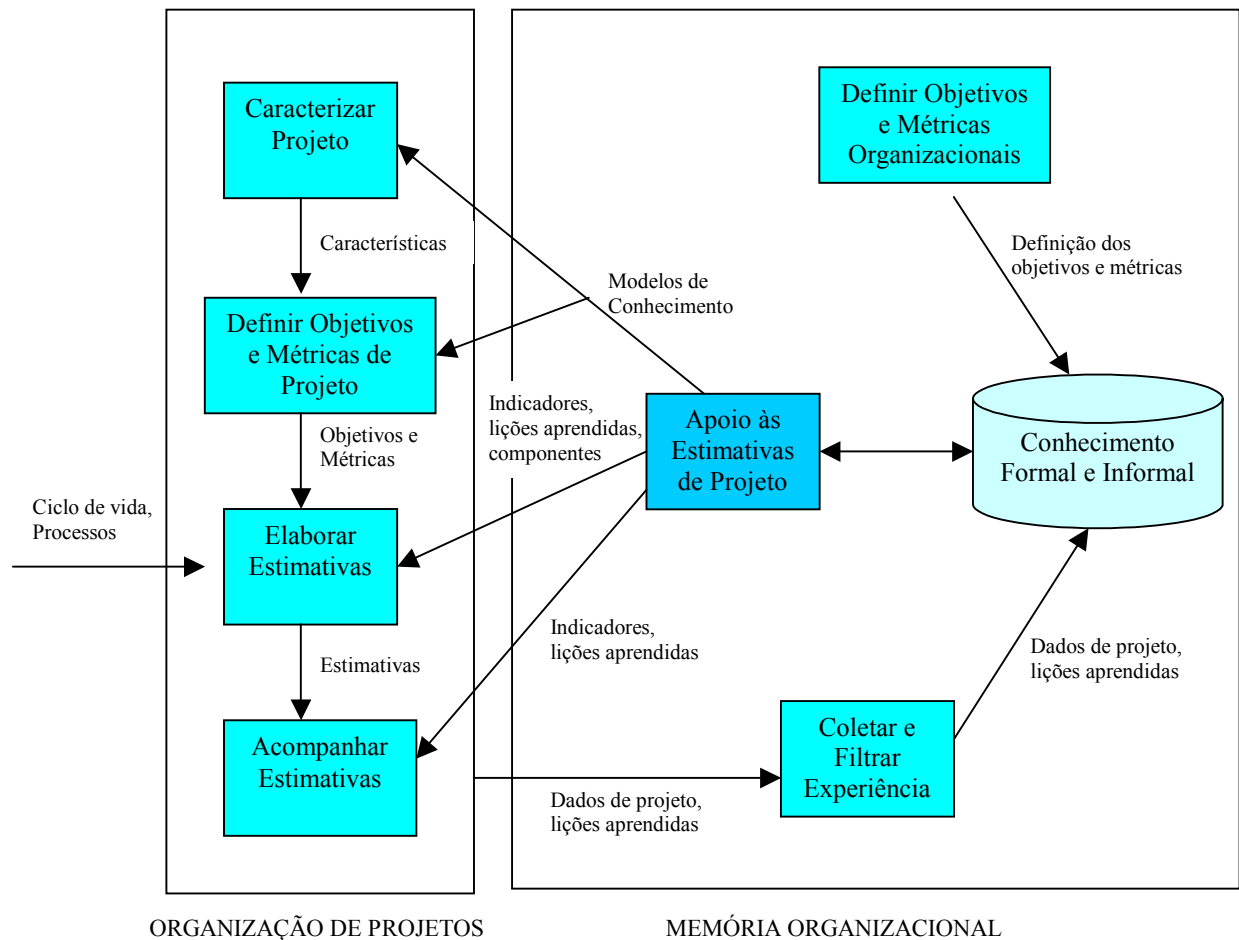 Caracterizar
Projeto
Definir Objetivos
e Métricas
Organizacionais
Características
Definição dos
objetivos e métricas
Modelos de
Conhecimento
Definir Objetivos
e Métricas de
Projeto
Indicadores,
lições aprendidas,
componentes
Apoio às
Estimativas
de Projeto
Conhecimento
Formal e Informal
Objetivos e
Métricas
Ciclo de vida,
Processos
Elaborar
Estimativas
Indicadores,
lições aprendidas
Estimativas
Dados de projeto,
lições aprendidas
Acompanhar
Estimativas
Coletar e
Filtrar
Experiência
Dados de projeto,
lições aprendidas
ORGANIZAÇÃO DE PROJETOS
MEMÓRIA ORGANIZACIONAL